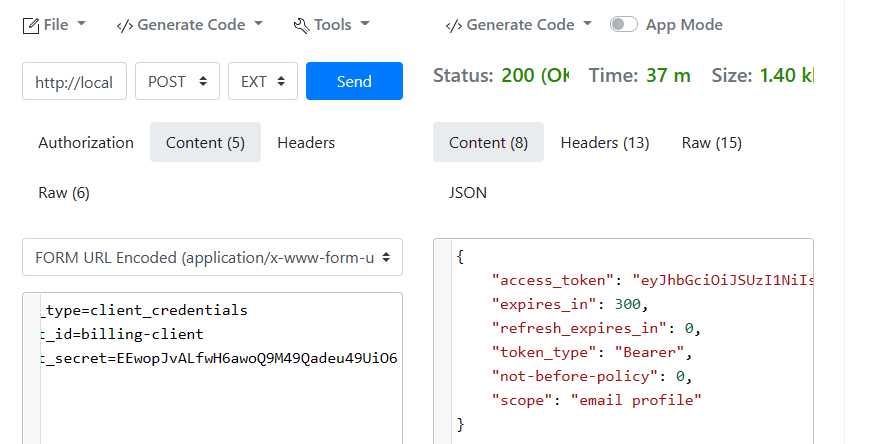 File Generate Code Tools
http://local POST EXT Send
Authorization Content (5) Headers
Raw (6)
FORM URL Encoded (application/x-www-form-u
_type=client_credentials
t_id=billing-client
t_secret=EEwopJvALfwH6awoQ9M49Qadeu49UiO6
Generate Code App Mode
Status: 200 (OK Time: 37 m Size: 1.40 k
Content (8) Headers (13) Raw (15)
JSON
{
"access_token": "eyJhbGciOiJSUzI1NiIs
"expires_in": 300,
"refresh_expires_in": 0,
"token_type": "Bearer",
"not-before-policy": 0,
"scope": "email profile"
}